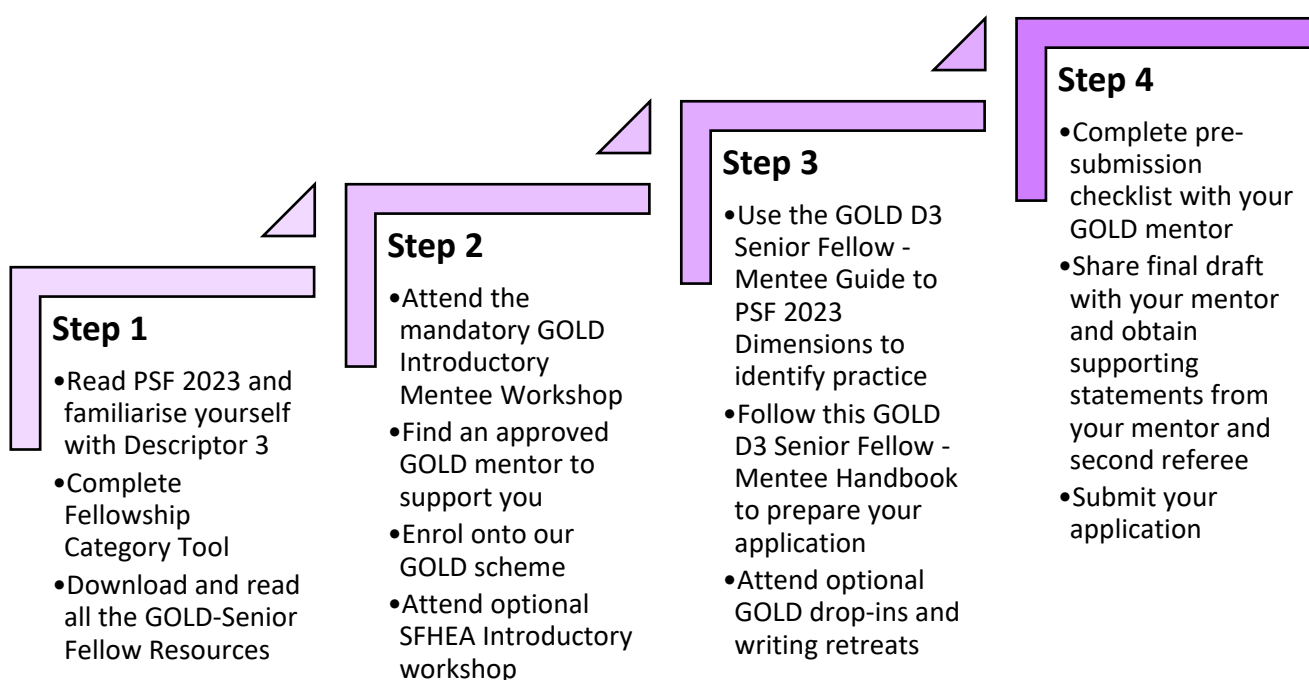 Step 1
•Read PSF 2023 and
familiarise yourself
with Descriptor 3
•Complete
Fellowship
Category Tool
•Download and read
all the GOLD-Senior
Fellow Resources
Step 2
•Attend the
mandatory GOLD
Introductory
Mentee Workshop
•Find an approved
GOLD mentor to
support you
•Enrol onto our
GOLD scheme
•Attend optional
SFHEA Introductory
workshop
Step 3
•Use the GOLD D3
Senior Fellow -
Mentee Guide to
PSF 2023
Dimensions to
identify practice
•Follow this GOLD
D3 Senior Fellow -
Mentee Handbook
to prepare your
application
•Attend optional
GOLD drop-ins and
writing retreats
Step 4
•Complete pre-
submission
checklist with your
GOLD mentor
•Share final draft
with your mentor
and obtain
supporting
statements from
your mentor and
second referee
•Submit your
application